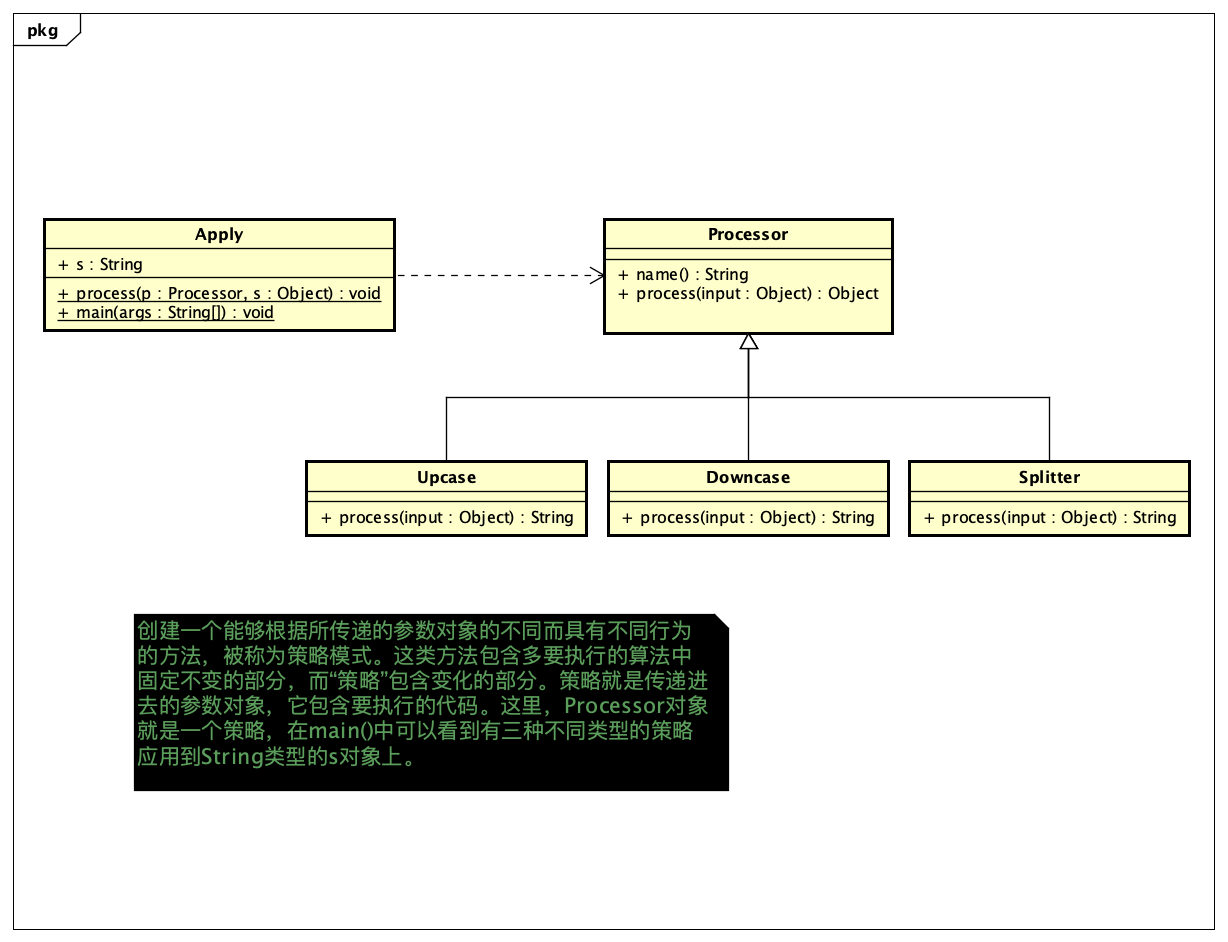 pkg
Apply
+ s : String
+ process(p : Processor, s : Object) : void
+ main(args : String[]) : void
Processor
+ name() : String
+ process(input : Object) : Object
Upcase
+ process(input : Object) : String
Downcase
+ process(input : Object) : String
Splitter
+ process(input : Object) : String
创建一个能够根据所传递的参数对象的不同而具有不同行为
的方法，被称为策略模式。这类方法包含多要执行的算法中
固定不变的部分，而“策略”包含变化的部分。策略就是传递进
去的参数对象，它包含要执行的代码。这里，Processor对象
就是一个策略，在main()中可以看到有三种不同类型的策略
应用到String类型的s对象上。